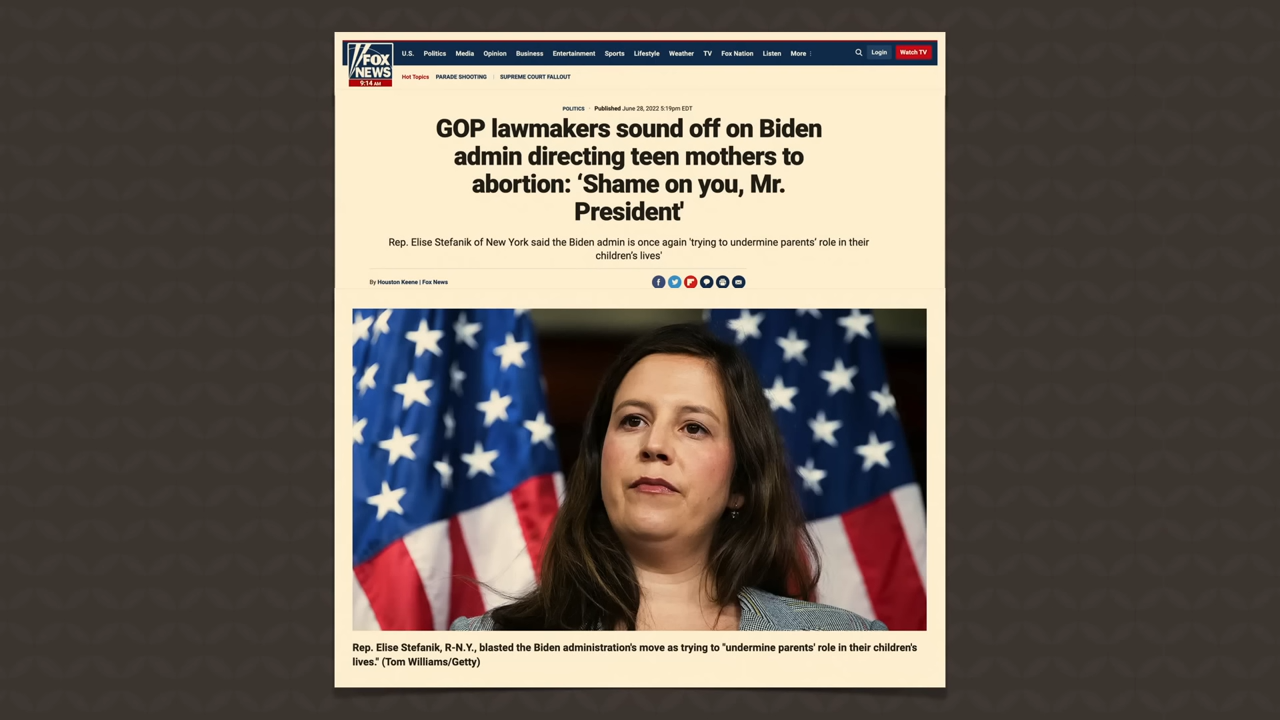 FOX
NEWS
9:14 AM
U.S. Politics Media Opinion Business Entertainment Sports Lifestyle Weather TV Fox Nation Listen More
Login
Watch TV
Hot Topics PARADE SHOOTING SUPREME COURT FALLOUT
POLITICS · Published June 28, 2022 5:19pm EDT
GOP lawmakers sound off on Biden
admin directing teen mothers to
abortion: ‘Shame on you, Mr.
President'
Rep. Elise Stefanik of New York said the Biden admin is once again 'trying to undermine parents’ role in their
children’s lives'
By Houston Keene | Fox News
Rep. Elise Stefanik, R-N.Y., blasted the Biden administration's move as trying to "undermine parents' role in their children's
lives." (Tom Williams/Getty)